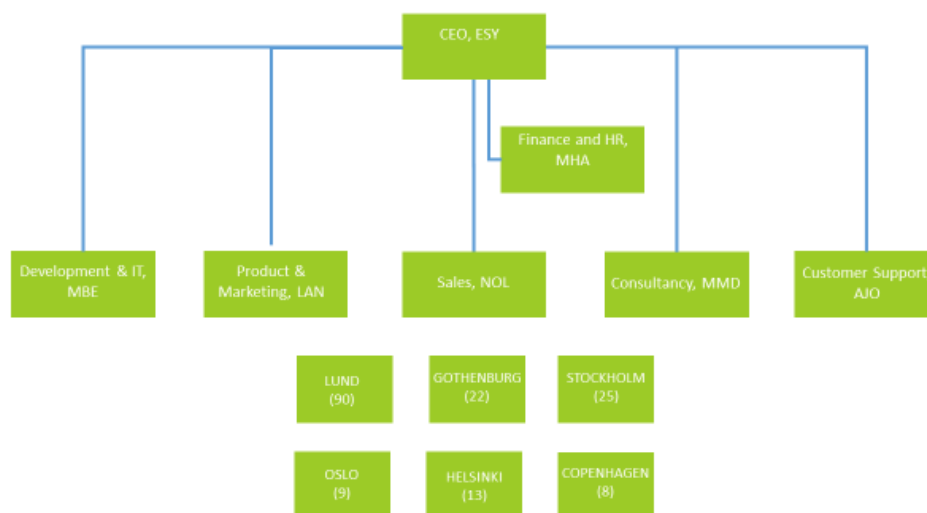 CEO, ESY
Finance and HR,
MHA
Development & IT,
MBE
Product &
Marketing, LAN
Sales, NOL
Consultancy, MMD
Customer Support
AJO
LUND
(90)
GOTHENBURG
(22)
STOCKHOLM
(25)
OSLO
(9)
HELSINKI
(13)
COPENHAGEN
(8)